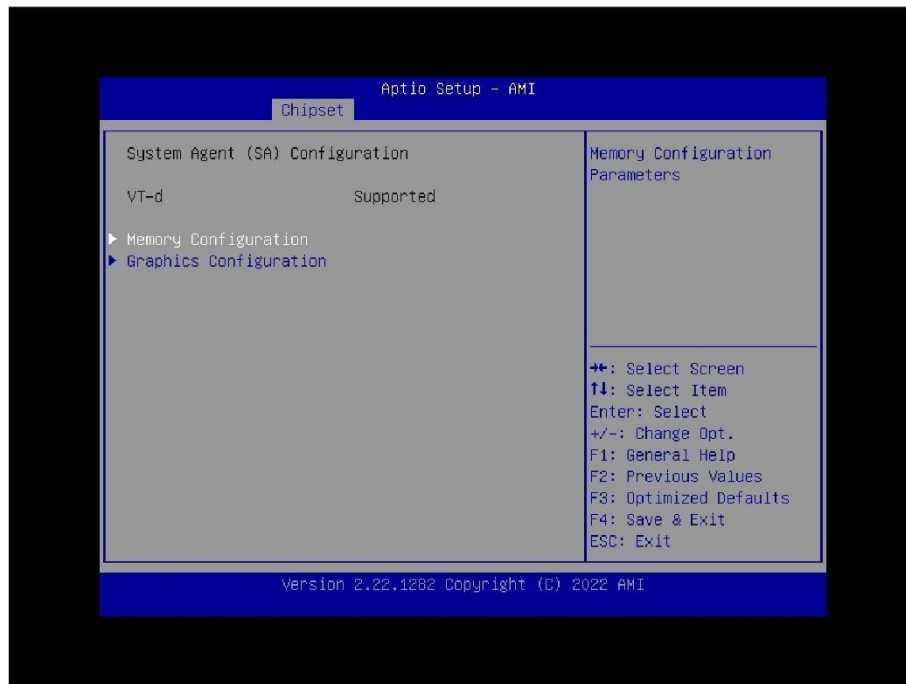 Aptio Setup - AMI
Chipset
System Agent (SA) Configuration
VT-d Supported
▶ Memory Configuration
▶ Graphics Configuration
Memory Configuration
Parameters
→←: Select Screen
↑↓: Select Item
Enter: Select
+/-: Change Opt.
F1: General Help
F2: Previous Values
F3: Optimized Defaults
F4: Save & Exit
ESC: Exit
Version 2.22.1282 Copyright (C) 2022 AMI